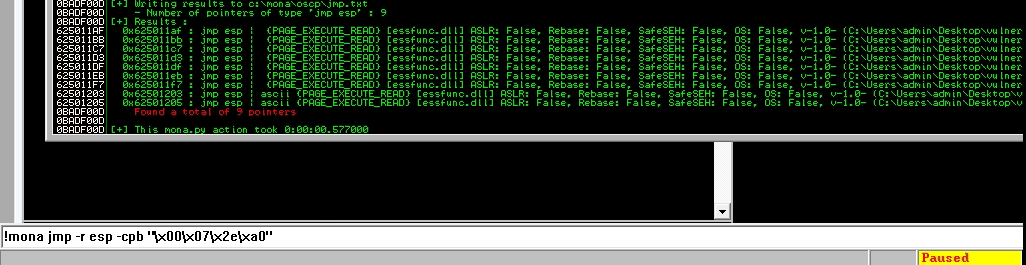 0BADF00D [+] Writing results to c:\mona\oscp\jmp.txt
0BADF00D     - Number of pointers of type 'jmp esp' : 9
0BADF00D [+] Results :
625011AF   0x625011af : jmp esp |  {PAGE_EXECUTE_READ} [essfunc.dll] ASLR: False, Rebase: False, SafeSEH: False, OS: False, v-1.0- (C:\Users\admin\Desktop\vulner
625011BB   0x625011bb : jmp esp |  {PAGE_EXECUTE_READ} [essfunc.dll] ASLR: False, Rebase: False, SafeSEH: False, OS: False, v-1.0- (C:\Users\admin\Desktop\vulner
625011C7   0x625011c7 : jmp esp |  {PAGE_EXECUTE_READ} [essfunc.dll] ASLR: False, Rebase: False, SafeSEH: False, OS: False, v-1.0- (C:\Users\admin\Desktop\vulner
625011D3   0x625011d3 : jmp esp |  {PAGE_EXECUTE_READ} [essfunc.dll] ASLR: False, Rebase: False, SafeSEH: False, OS: False, v-1.0- (C:\Users\admin\Desktop\vulner
625011DF   0x625011df : jmp esp |  {PAGE_EXECUTE_READ} [essfunc.dll] ASLR: False, Rebase: False, SafeSEH: False, OS: False, v-1.0- (C:\Users\admin\Desktop\vulner
625011EB   0x625011eb : jmp esp |  {PAGE_EXECUTE_READ} [essfunc.dll] ASLR: False, Rebase: False, SafeSEH: False, OS: False, v-1.0- (C:\Users\admin\Desktop\vulner
625011F7   0x625011f7 : jmp esp |  {PAGE_EXECUTE_READ} [essfunc.dll] ASLR: False, Rebase: False, SafeSEH: False, OS: False, v-1.0- (C:\Users\admin\Desktop\vulner
62501203   0x62501203 : jmp esp | ascii {PAGE_EXECUTE_READ} [essfunc.dll] ASLR: False, Rebase: False, SafeSEH: False, OS: False, v-1.0- (C:\Users\admin\Desktop\v
62501205   0x62501205 : jmp esp | ascii {PAGE_EXECUTE_READ} [essfunc.dll] ASLR: False, Rebase: False, SafeSEH: False, OS: False, v-1.0- (C:\Users\admin\Desktop\v
0BADF00D     Found a total of 9 pointers
0BADF00D
0BADF00D [+] This mona.py action took 0:00:00.577000
!mona jmp -r esp -cpb "\x00\x07\x2e\xa0"
Paused